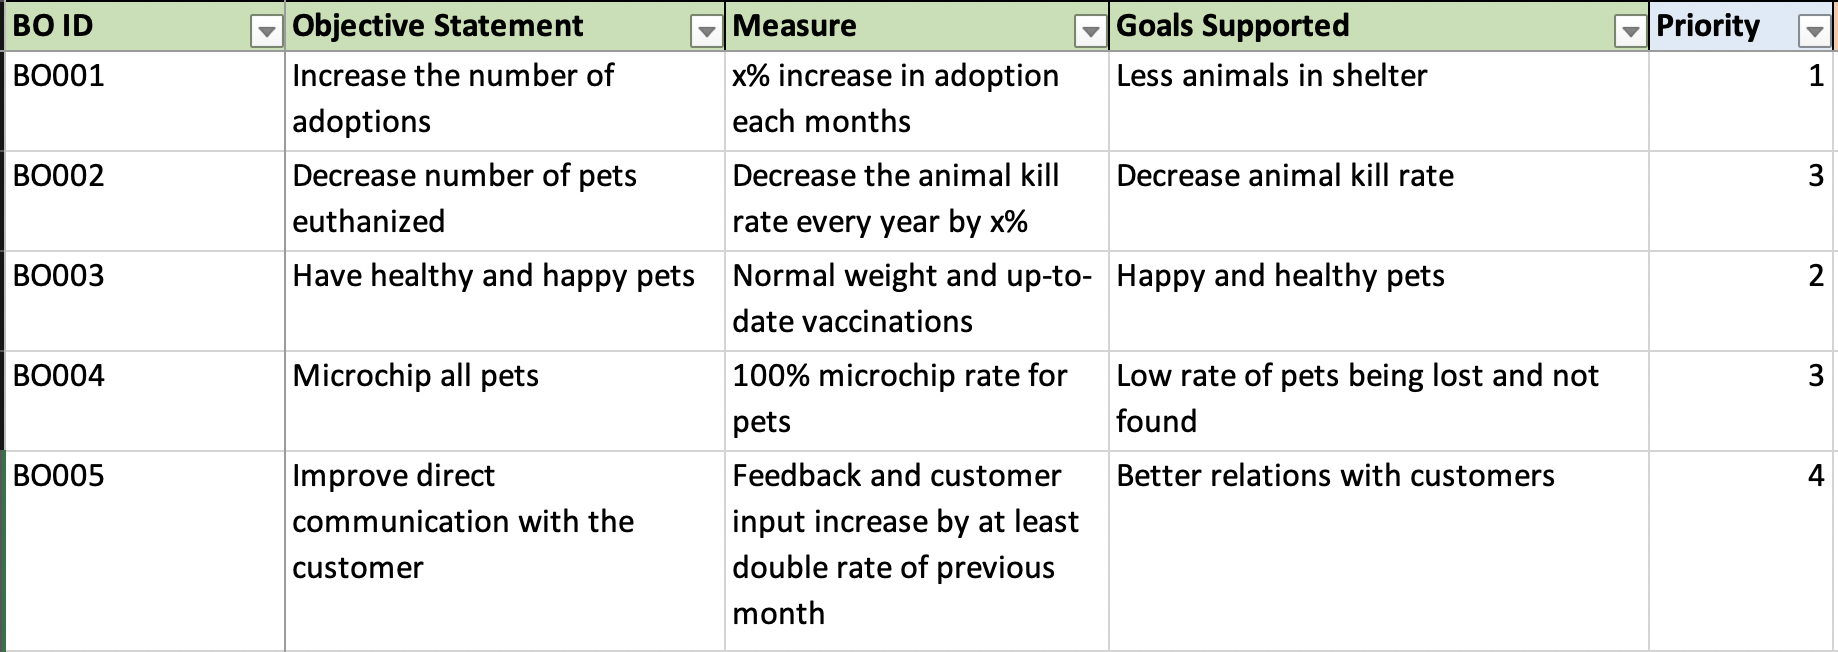 BO ID Objective Statement Measure Goals Supported Priority
BO001 Increase the number of x% increase in adoption Less animals in shelter 1
adoptions each months
BO002 Decrease number of pets Decrease the animal kill Decrease animal kill rate 3
euthanized rate every year by x%
BO003 Have healthy and happy pets Normal weight and up-to- Happy and healthy pets 2
date vaccinations
BO004 Microchip all pets 100% microchip rate for Low rate of pets being lost and not 3
pets found
BO005 Improve direct Feedback and customer Better relations with customers 4
communication with the input increase by at least
customer double rate of previous
month